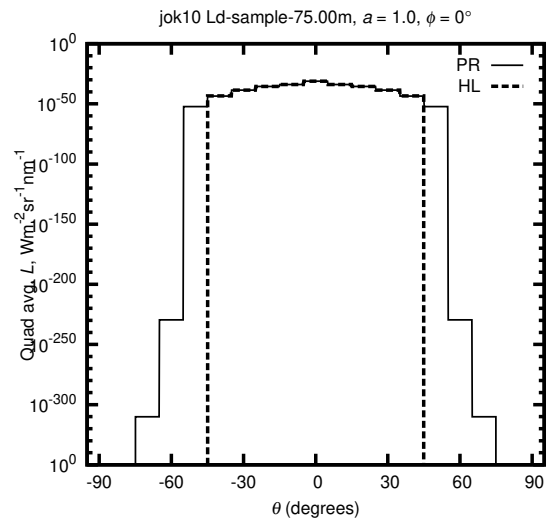 jok10 Ld-sample-75.00m, a = 1.0, ϕ = 0°
PR
HL
10^0
10^-50
10^-100
10^-150
10^-200
10^-250
10^-300
10^0
Quad avg. L, Wm^-2sr^-1nm^-1
-90 -60 -30 0 30 60 90
θ (degrees)